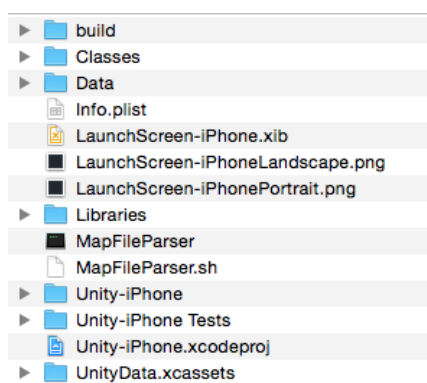 build
Classes
Data
Info.plist
LaunchScreen-iPhone.xib
LaunchScreen-iPhoneLandscape.png
LaunchScreen-iPhonePortrait.png
Libraries
MapFileParser
MapFileParser.sh
Unity-iPhone
Unity-iPhone Tests
Unity-iPhone.xcodeproj
UnityData.xcassets